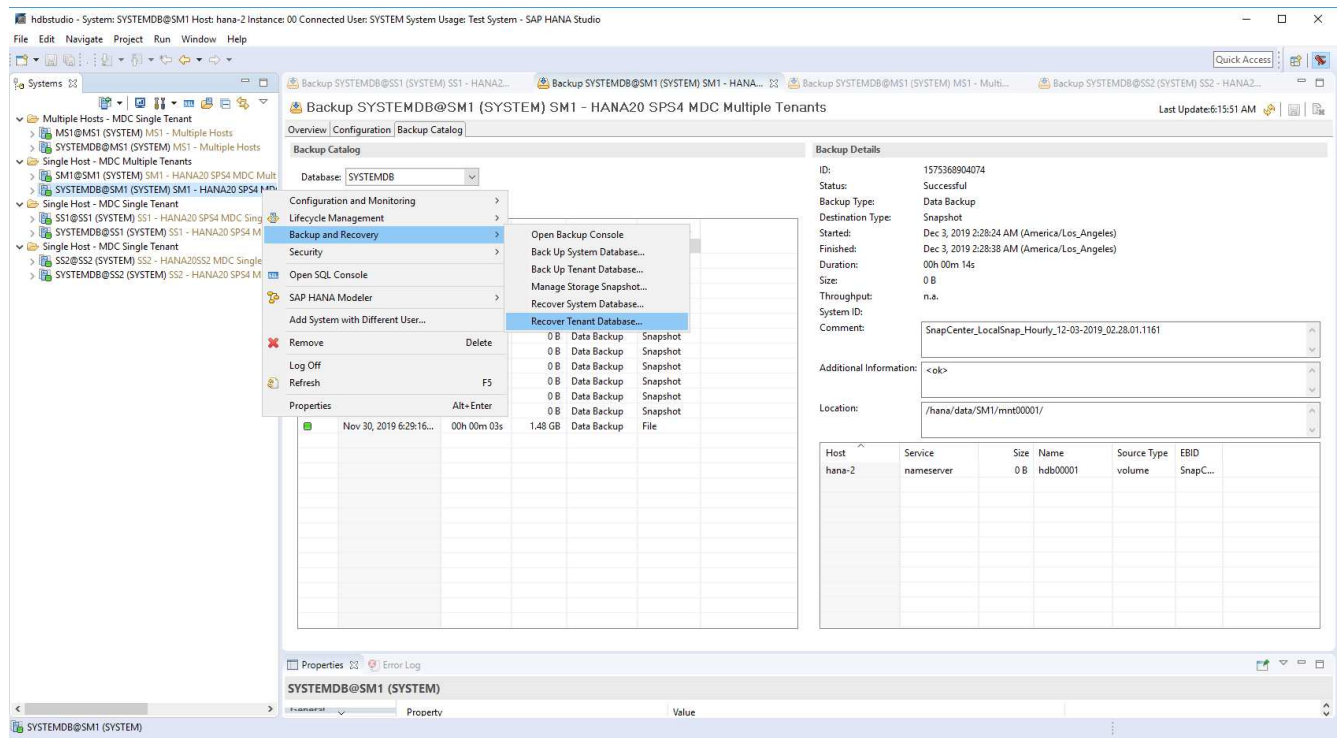 hdbstudio - System: SYSTEMDB@SM1 Host: hana-2 Instance: 00 Connected User: SYSTEM System Usage: Test System - SAP HANA Studio
File Edit Navigate Project Run Window Help
Quick Access
Systems
Multiple Hosts - MDC Single Tenant
MS1@MS1 (SYSTEM) MS1 - Multiple Hosts
SYSTEMDB@MS1 (SYSTEM) MS1 - Multiple Hosts
Single Host - MDC Multiple Tenants
SM1@SM1 (SYSTEM) SM1 - HANA20 SPS4 MDC Mult
SYSTEMDB@SM1 (SYSTEM) SM1 - HANA20 SPS4 MD
Single Host - MDC Single Tenant
SS1@SS1 (SYSTEM) SS1 - HANA20 SPS4 MDC Sing
SYSTEMDB@SS1 (SYSTEM) SS1 - HANA20 SPS4 M
Single Host - MDC Single Tenant
SS2@SS2 (SYSTEM) SS2 - HANA20SS2 MDC Single
SYSTEMDB@SS2 (SYSTEM) SS2 - HANA20 SPS4 M
Backup SYSTEMDB@SS1 (SYSTEM) SS1 - HANA2...
Backup SYSTEMDB@SM1 (SYSTEM) SM1 - HANA...
Backup SYSTEMDB@MS1 (SYSTEM) MS1 - Multi...
Backup SYSTEMDB@SS2 (SYSTEM) SS2 - HANA2...
Backup SYSTEMDB@SM1 (SYSTEM) SM1 - HANA20 SPS4 MDC Multiple Tenants
Last Update:6:15:51 AM
Overview Configuration Backup Catalog
Backup Catalog
Database: SYSTEMDB
Configuration and Monitoring
Lifecycle Management
Backup and Recovery
Security
Open SQL Console
SAP HANA Modeler
Add System with Different User...
Remove Delete
Log Off
Refresh F5
Properties Alt+Enter
Open Backup Console
Back Up System Database...
Back Up Tenant Database...
Manage Storage Snapshot...
Recover System Database...
Recover Tenant Database...
0 B Data Backup Snapshot
0 B Data Backup Snapshot
0 B Data Backup Snapshot
0 B Data Backup Snapshot
0 B Data Backup Snapshot
0 B Data Backup Snapshot
Nov 30, 2019 6:29:16... 00h 00m 03s 1.48 GB Data Backup File
Backup Details
ID: 1575368904074
Status: Successful
Backup Type: Data Backup
Destination Type: Snapshot
Started: Dec 3, 2019 2:28:24 AM (America/Los_Angeles)
Finished: Dec 3, 2019 2:28:38 AM (America/Los_Angeles)
Duration: 00h 00m 14s
Size: 0 B
Throughput: n.a.
System ID:
Comment: SnapCenter_LocalSnap_Hourly_12-03-2019_02.28.01.1161
Additional Information: <ok>
Location: /hana/data/SM1/mnt00001/
Host Service Size Name Source Type EBID
hana-2 nameserver 0 B hdb00001 volume SnapC...
Properties Error Log
SYSTEMDB@SM1 (SYSTEM)
General Property Value
SYSTEMDB@SM1 (SYSTEM)